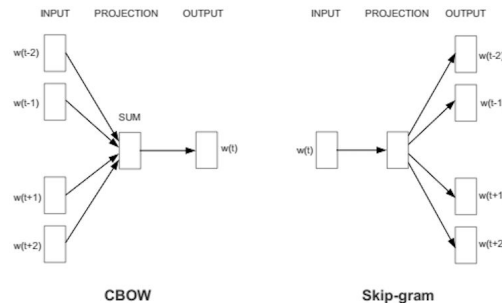 INPUT PROJECTION OUTPUT
w(t-2)
w(t-1)
SUM
w(t)
w(t+1)
w(t+2)
CBOW
INPUT PROJECTION OUTPUT
w(t-2)
w(t-1)
w(t)
w(t+1
w(t+2
Skip-gram